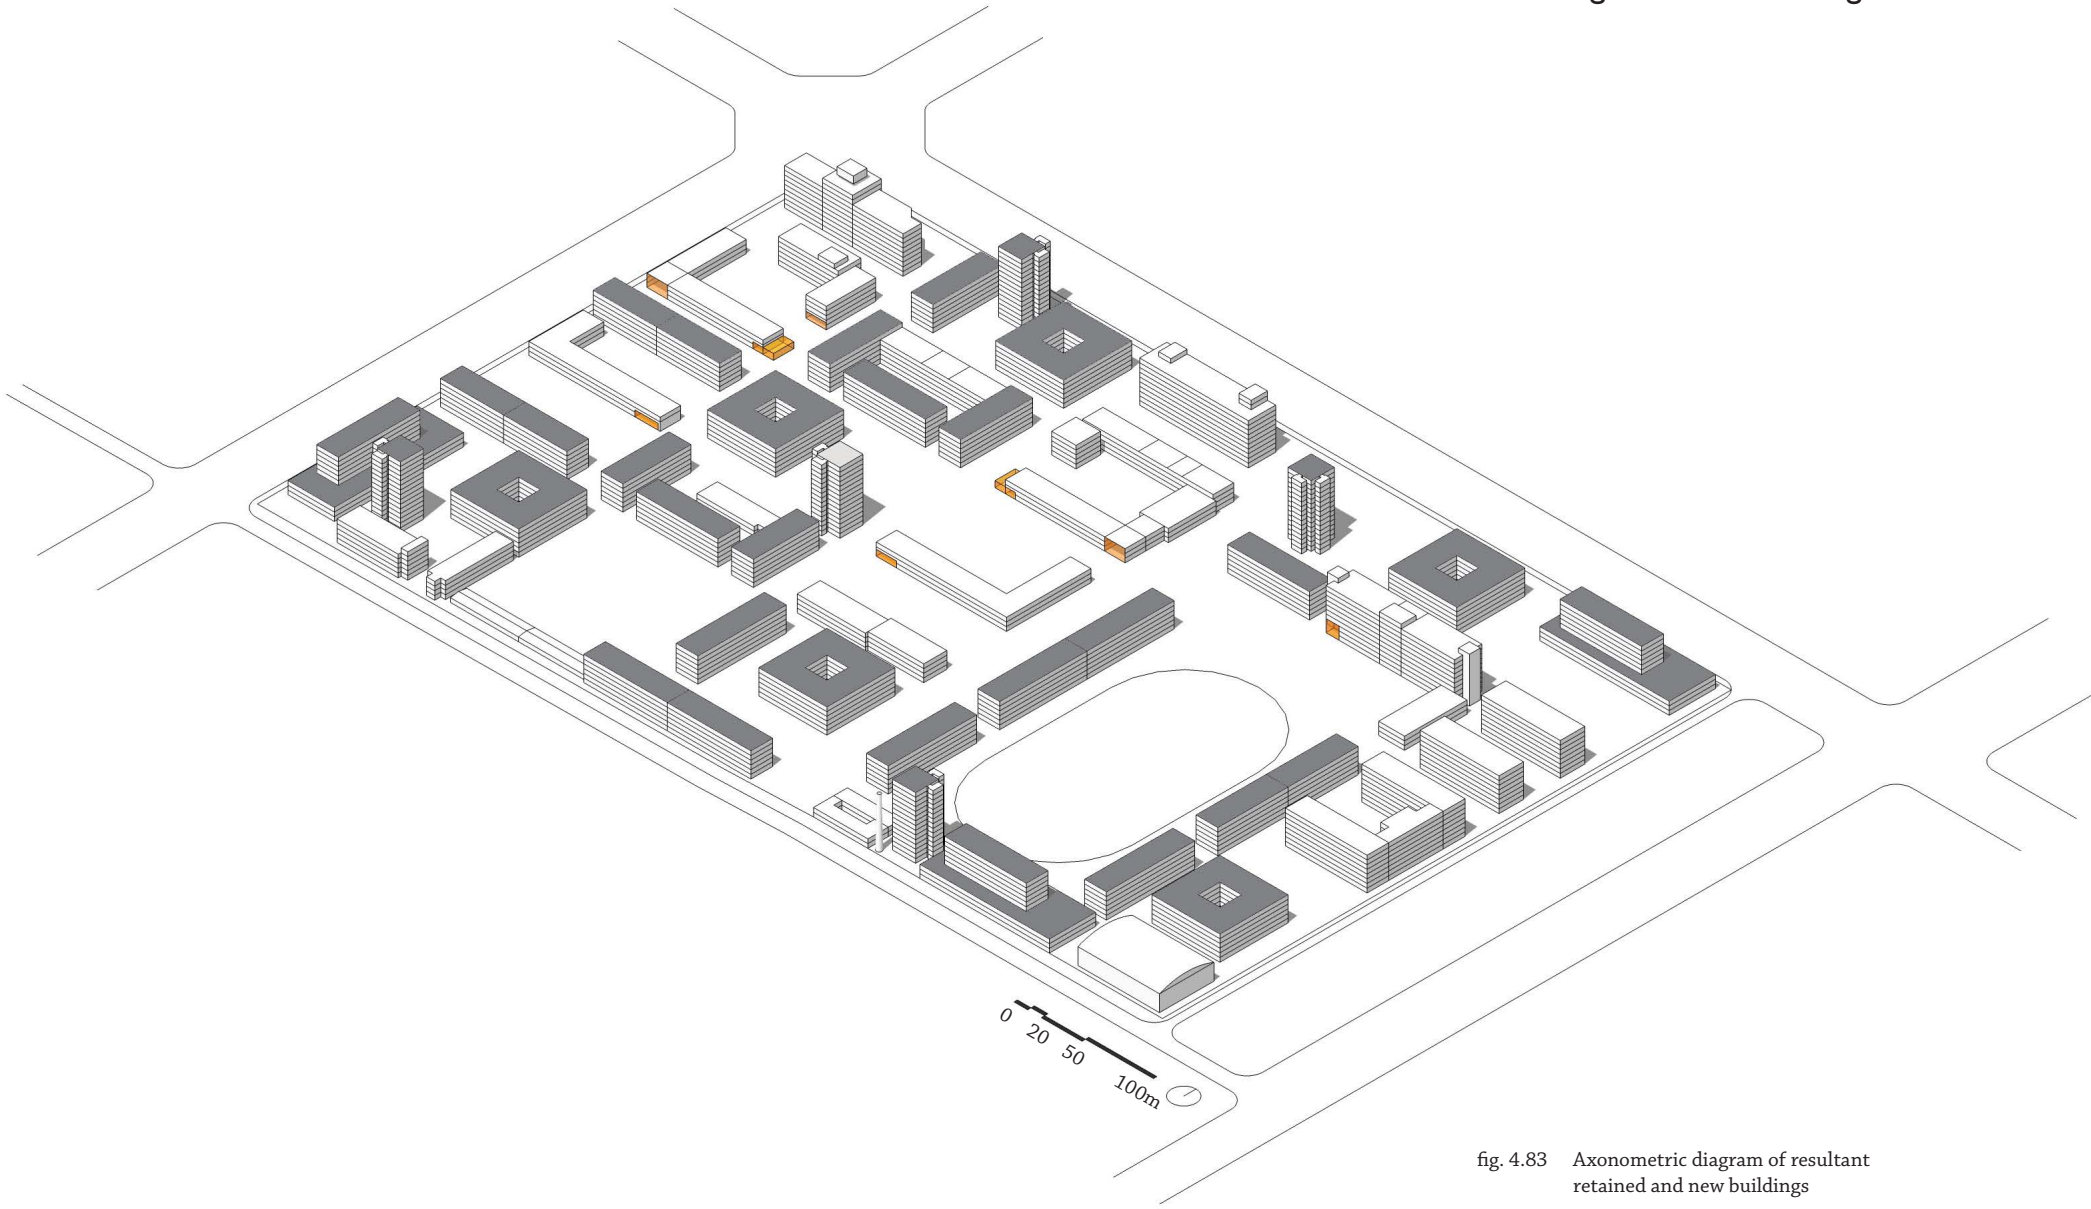 0
20
50
100m
fig. 4.83 Axonometric diagram of resultant
retained and new buildings